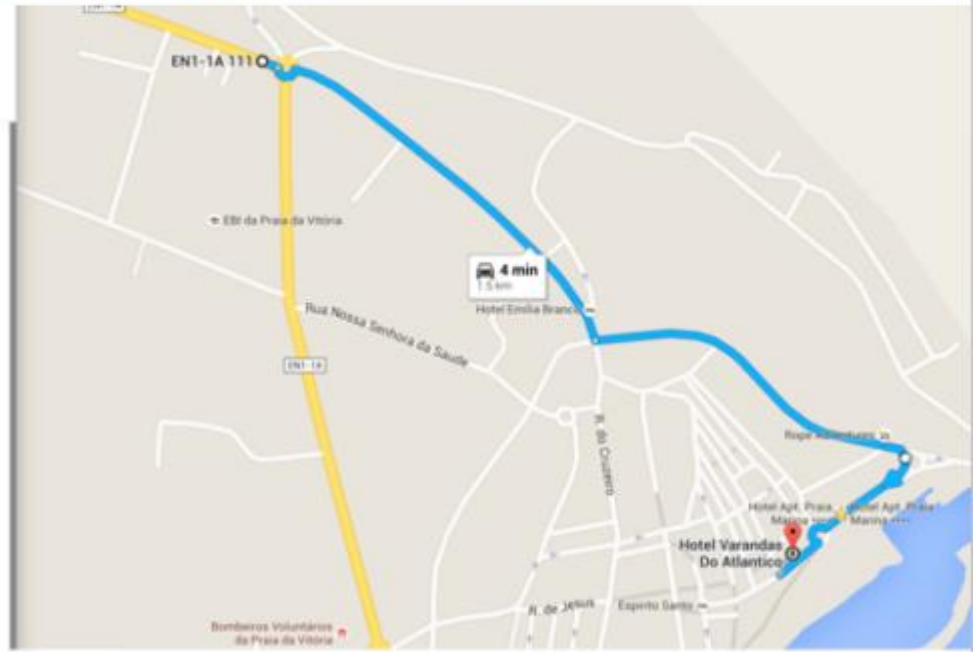 EN1-1A 111
EBI da Praia da Vitória
4 min
1.5 km
Hotel Emilia Branco
Rua Nossa Senhora da Saude
EN1-1A
R. do Cruzeiro
Rope Adventures
Hotel Apt. Praia
Marina
Hotel Apt. Praia
Marina ****
Hotel Varandas
Do Atlantico
R. de Jesus
Espirito Santo
Bombeiros Voluntários
da Praia da Vitória